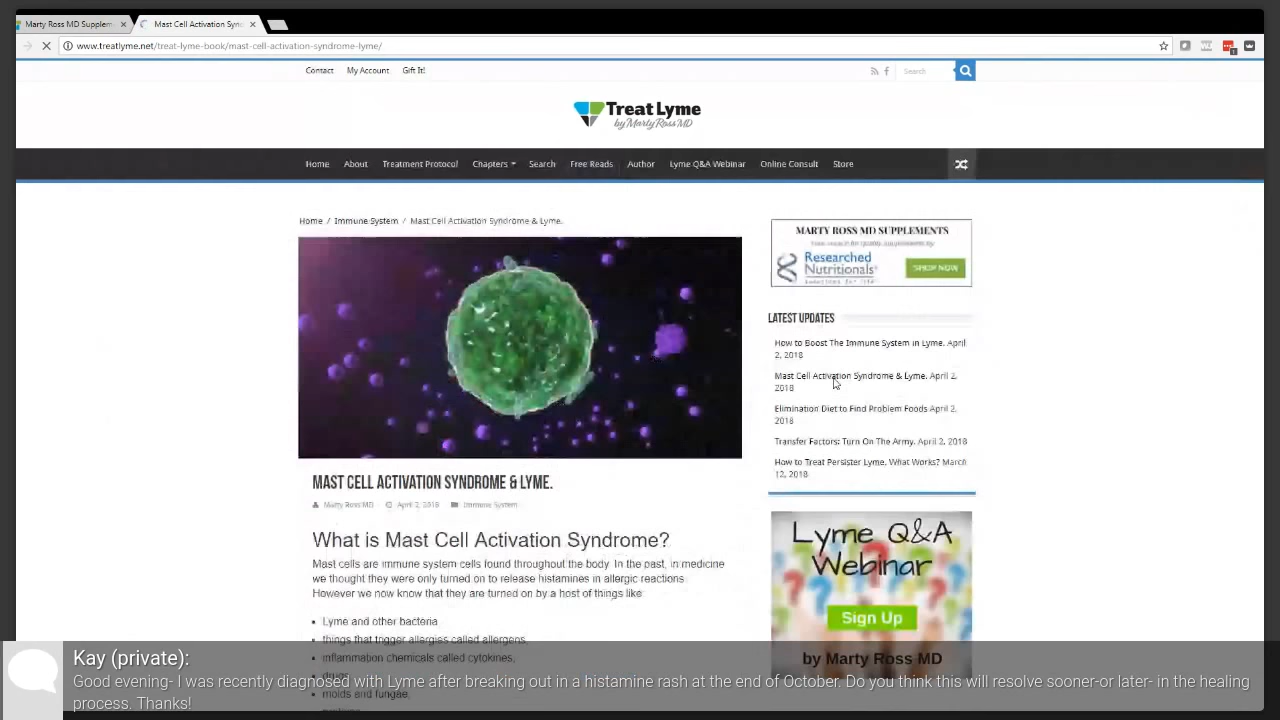 Marty Ross MD Supplem
Mast Cell Activation Syn
www.treatlyme.net/treat-lyme-book/mast-cell-activation-syndrome-lyme/
Contact My Account Gift It!
Search
Treat Lyme
by Marty Ross MD
Home About Treatment Protocol Chapters Search Free Reads Author Lyme Q&A Webinar Online Consult Store
Home / Immune System / Mast Cell Activation Syndrome & Lyme.
MARTY ROSS MD SUPPLEMENTS
Researched
Nutritionals
SHOP NOW
LATEST UPDATES
How to Boost The Immune System in Lyme. April
2, 2018
Mast Cell Activation Syndrome & Lyme. April 2,
2018
Elimination Diet to Find Problem Foods April 2,
2018
Transfer Factors: Turn On The Army. April 2, 2018
How to Treat Persister Lyme. What Works? March
12, 2018
MAST CELL ACTIVATION SYNDROME & LYME.
Marty Ross MD April 2, 2018 Immune System
What is Mast Cell Activation Syndrome?
Mast cells are immune system cells found throughout the body. In the past, in medicine
we thought they were only turned on to release histamines in allergic reactions.
However we now know that they are turned on by a host of things like:
Lyme and other bacteria
things that trigger allergies called allergens,
inflammation chemicals called cytokines,
drugs,
molds and fungae,
Lyme Q&A
Webinar
Sign Up
by Marty Ross MD
Kay (private):
Good evening- I was recently diagnosed with Lyme after breaking out in a histamine rash at the end of October. Do you think this will resolve sooner-or later- in the healing
process. Thanks!